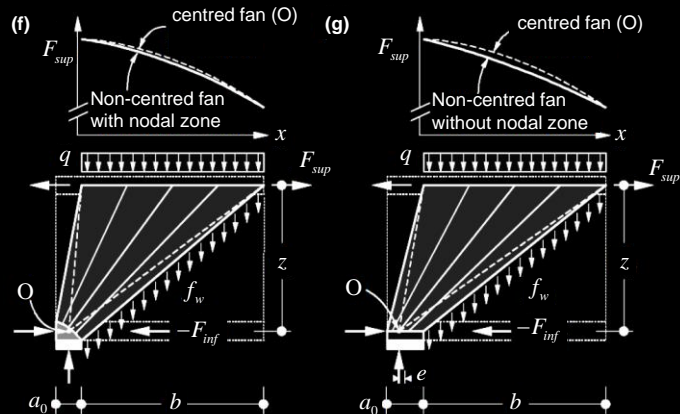 (f)
centred fan (O)
F_sup
Non-centred fan
with nodal zone
x
q
F_sup
z
O
f_w
−F_inf
a_0
b
(g)
centred fan (O)
F_sup
Non-centred fan
without nodal zone
x
q
F_sup
z
O
f_w
−F_inf
e
a_0
b